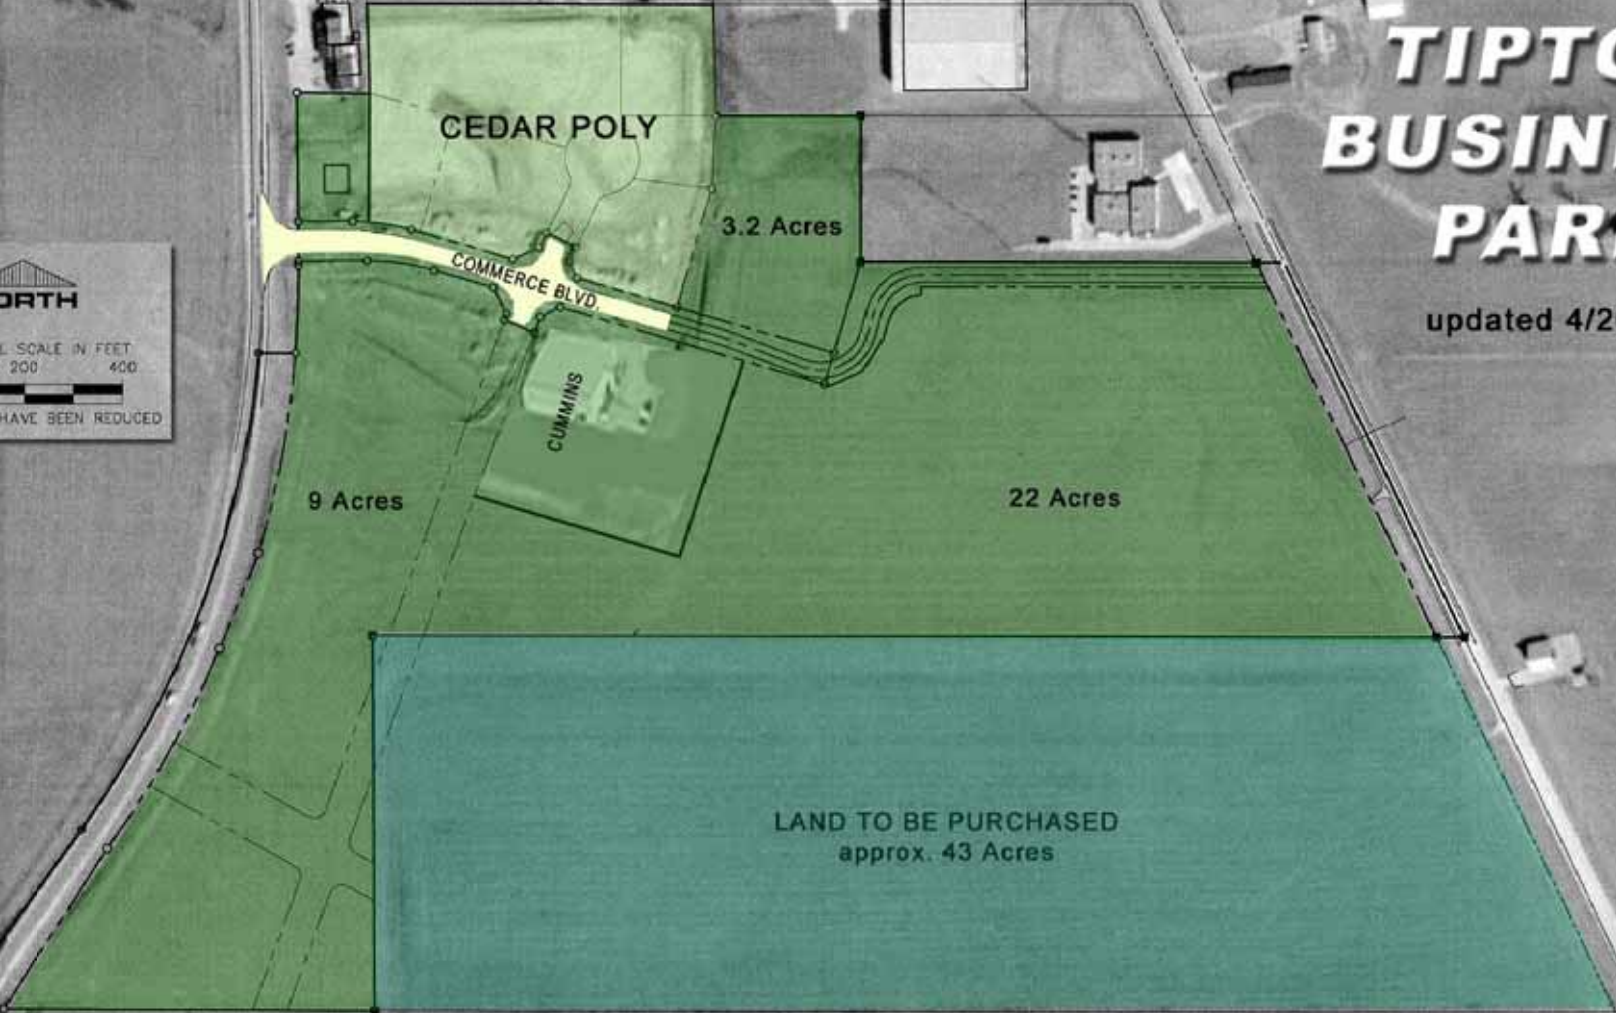 TIPTO
BUSIN
PAR
updated 4/2
CEDAR POLY
3.2 Acres
COMMERCE BLVD.
ORTH
L SCALE IN FEET
200 400
HAVE BEEN REDUCED
CUMMINS
9 Acres
22 Acres
LAND TO BE PURCHASED
approx. 43 Acres